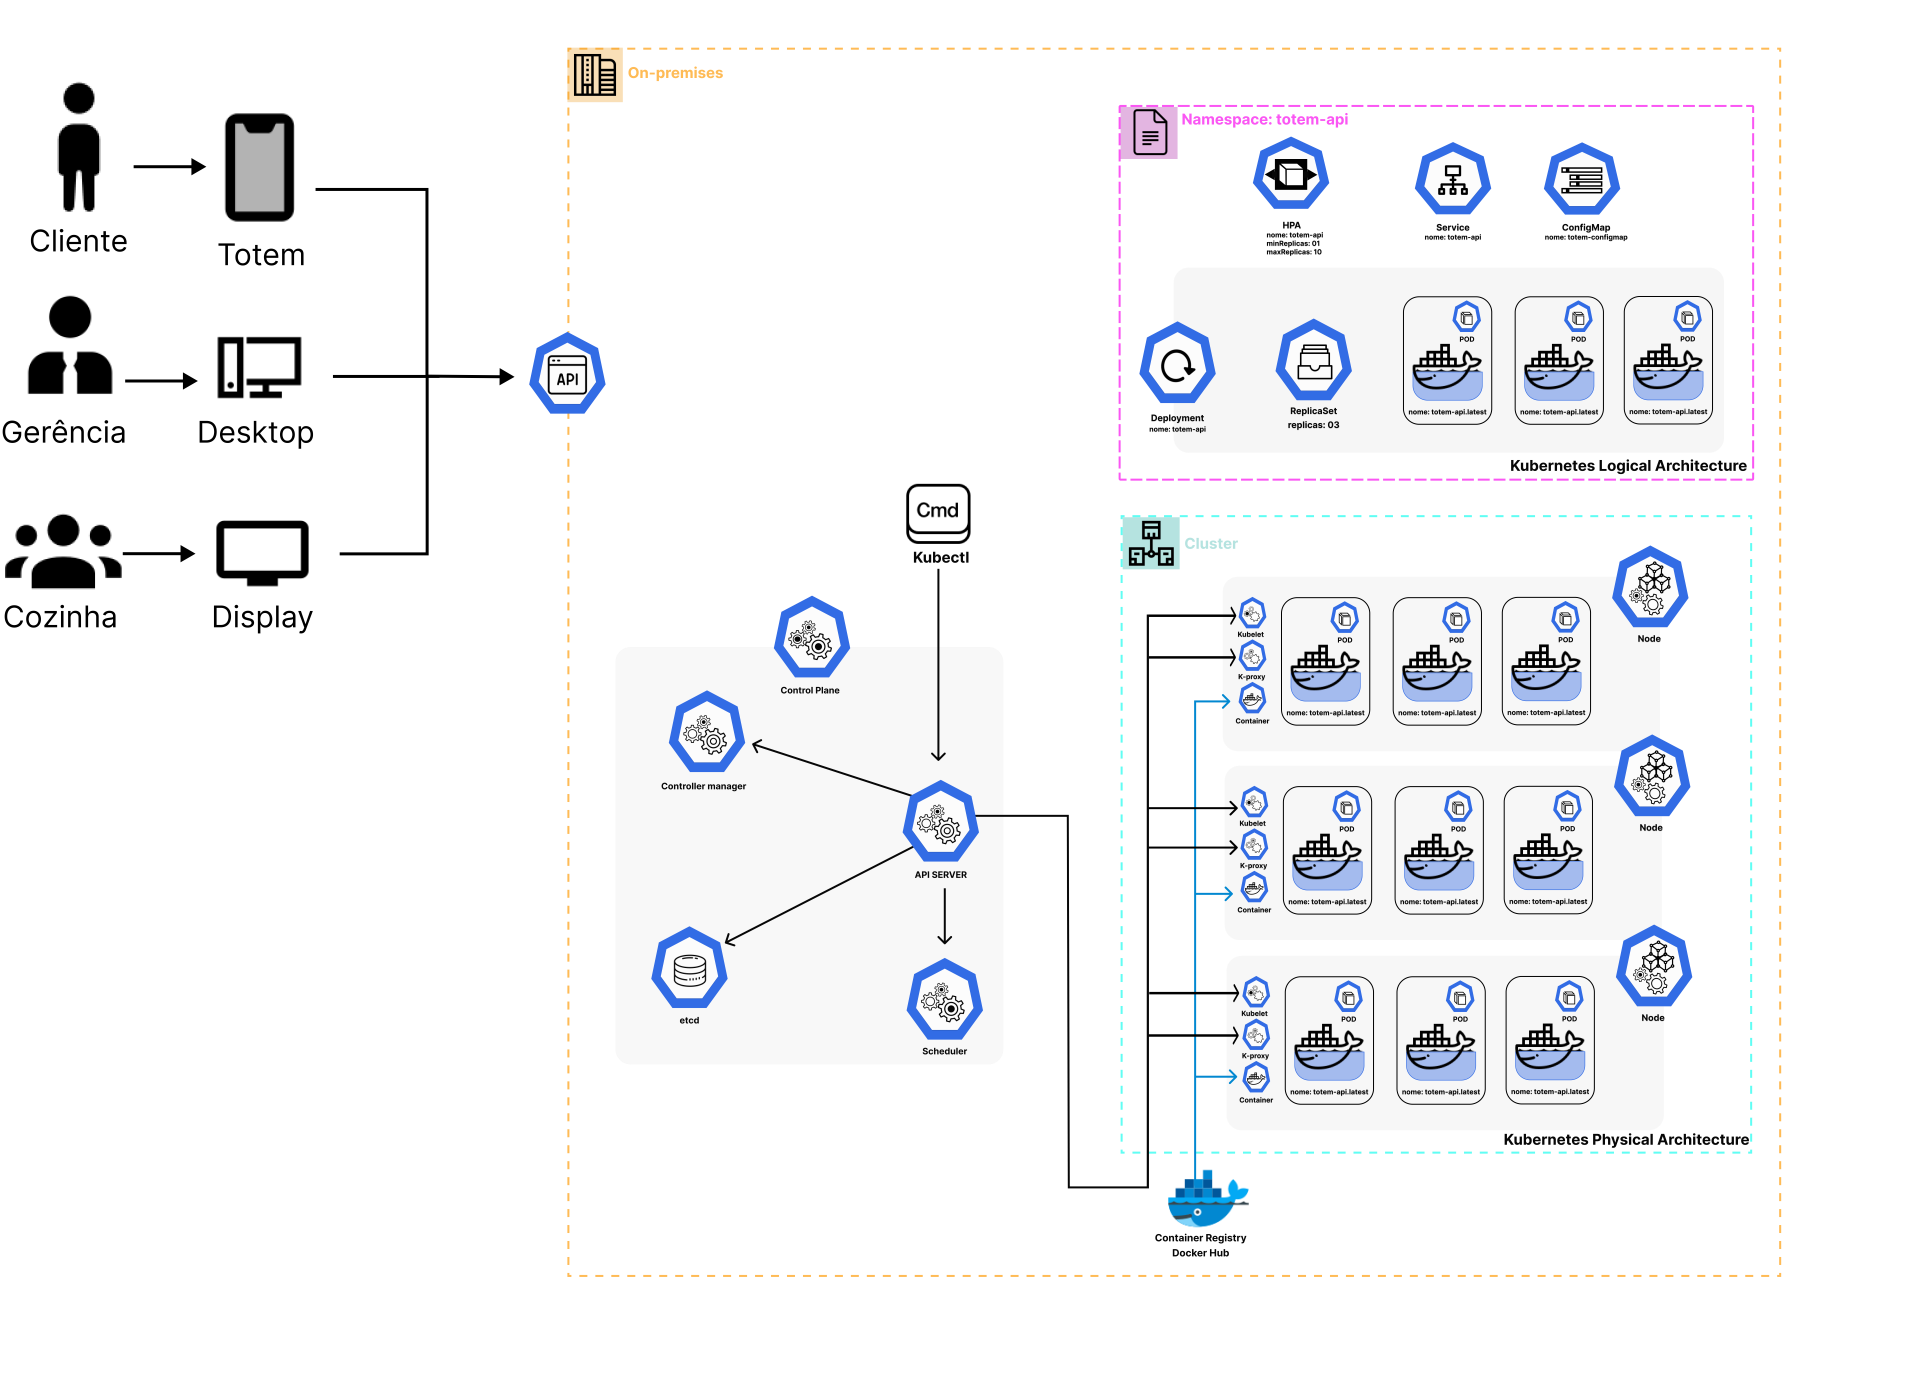 Cliente
Totem
Gerência
Desktop
Cozinha
Display
On-premises
API
Namespace: totem-api
HPA
nome: totem-api
minReplicas: 01
maxReplicas: 10
Service
nome: totem-api
ConfigMap
nome: totem-configmap
Deployment
nome: totem-api
ReplicaSet
replicas: 03
POD
nome: totem-api.latest
POD
nome: totem-api.latest
POD
nome: totem-api.latest
Kubernetes Logical Architecture
Cmd
Kubectl
Control Plane
Controller manager
API SERVER
etcd
Scheduler
Cluster
Kubelet
K-proxy
Container
POD
nome: totem-api.latest
POD
nome: totem-api.latest
POD
nome: totem-api.latest
Node
Kubelet
K-proxy
Container
POD
nome: totem-api.latest
POD
nome: totem-api.latest
POD
nome: totem-api.latest
Node
Kubelet
K-proxy
Container
POD
nome: totem-api.latest
POD
nome: totem-api.latest
POD
nome: totem-api.latest
Node
Kubernetes Physical Architecture
Container Registry
Docker Hub